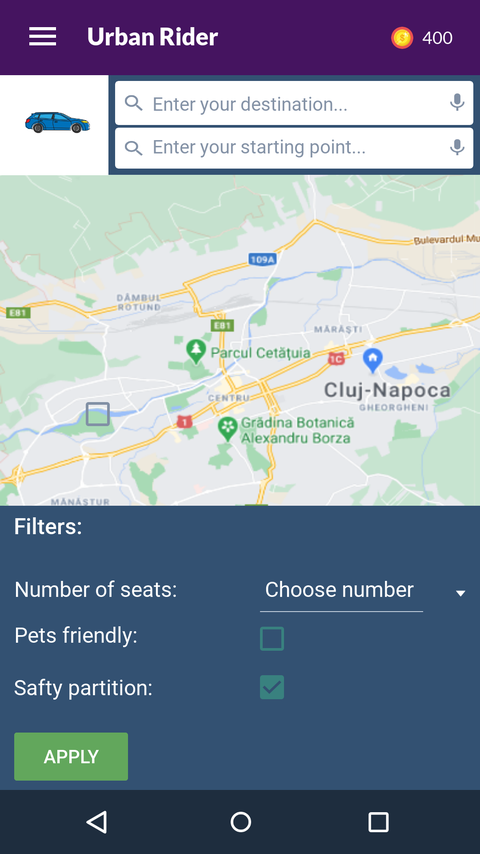 Urban Rider
400
Enter your destination...
Enter your starting point...
Bulevardul Mu
109A
DÂMBUL
ROTUND
E81
E81
MĂRĂȘTI
Parcul Cetățuia
1C
Cluj-Napoca
CENTRU
GHEORGHENI
1
Grădina Botanică
Alexandru Borza
MĂNĂȘTUR
Filters:
Number of seats:
Choose number
Pets friendly:
Safty partition:
APPLY